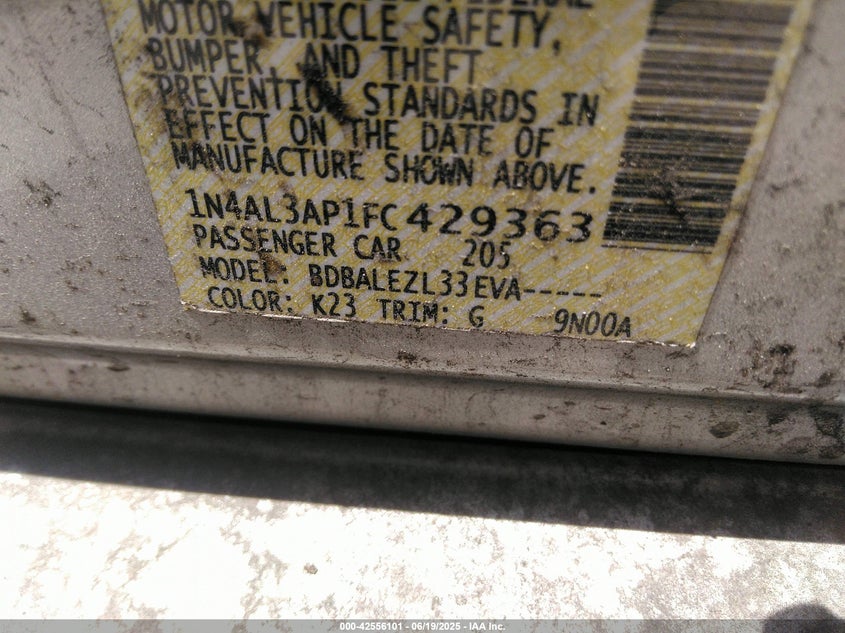 MOTOR VEHICLE SAFETY,
BUMPER, AND THEFT
PREVENTION STANDARDS IN
EFFECT ON THE DATE OF
MANUFACTURE SHOWN ABOVE.
1N4AL3AP1FC429363
PASSENGER CAR 205
MODEL: BDBALEZL33EVA-----
COLOR: K23 TRIM: G 9N00A
000-42556101 - 06/19/2025 - IAA Inc.